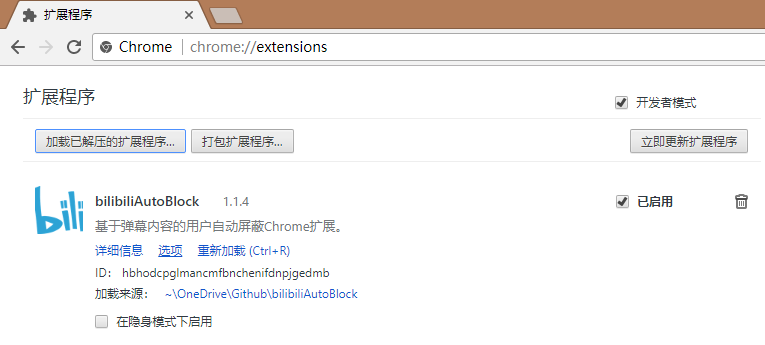 扩展程序
Chrome | chrome://extensions
扩展程序
开发者模式
加载已解压的扩展程序... 打包扩展程序... 立即更新扩展程序
bili
bilibiliAutoBlock 1.1.4 已启用
基于弹幕内容的用户自动屏蔽Chrome扩展。
详细信息 选项 重新加载 (Ctrl+R)
ID: hbhodcpglmancmfbnchenifdnpjgedmb
加载来源: ~\OneDrive\Github\bilibiliAutoBlock
在隐身模式下启用